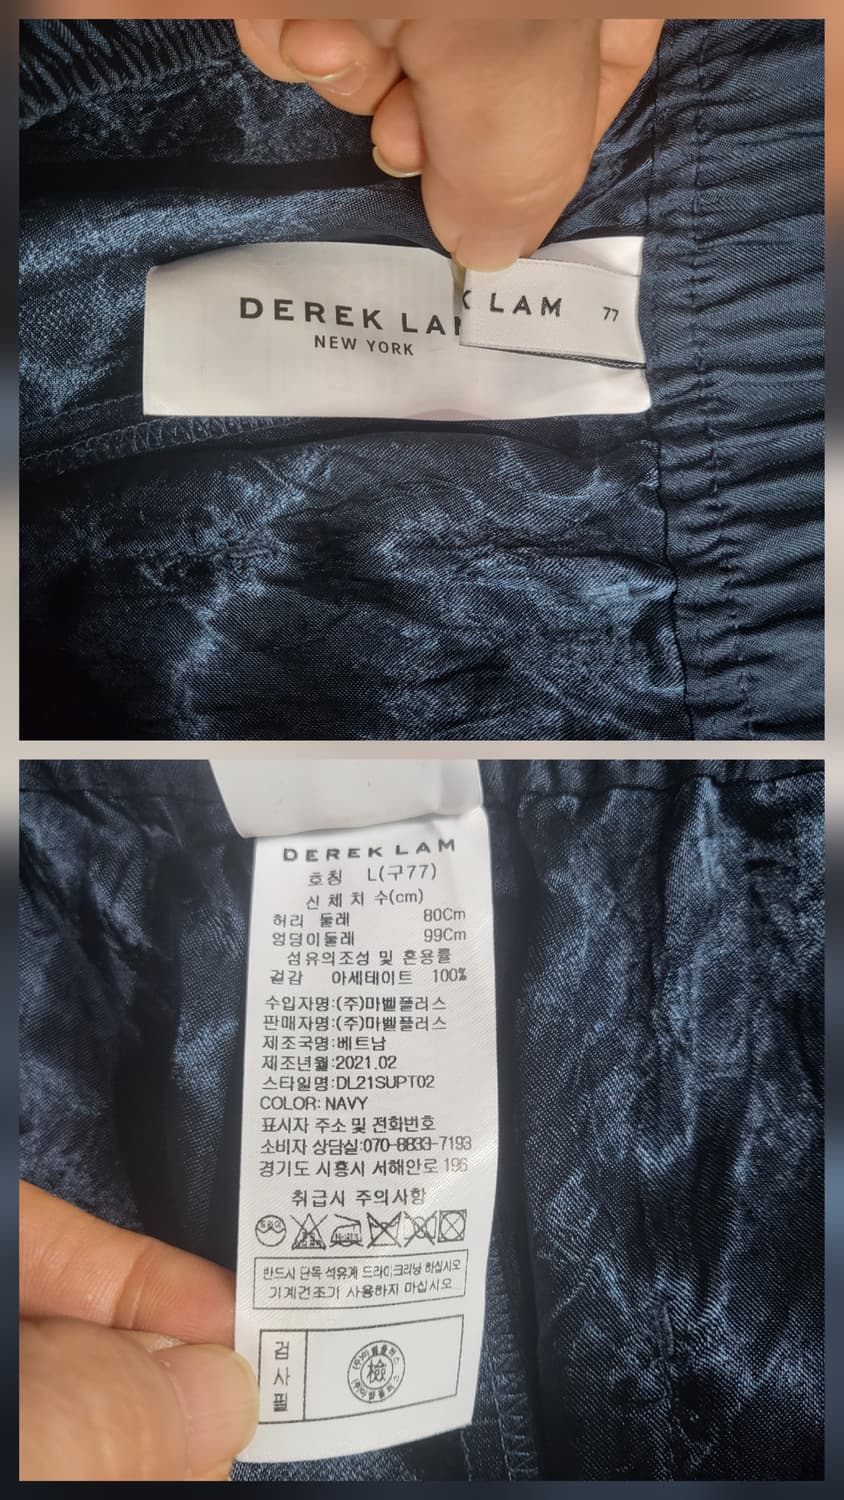 DEREK LAM
NEW YORK
K LAM 77
DEREK LAM
호칭 L(구77)
신체치수(cm)
허리 둘레 80Cm
엉덩이둘레 99Cm
섬유의조성 및 혼용률
겉감 아세테이트 100%
수입자명:(주)마벨플러스
판매자명:(주)마벨플러스
제조국명:베트남
제조년월:2021.02
스타일명:DL21SUPT02
COLOR: NAVY
표시자 주소 및 전화번호
소비자 상담실:070-8833-7193
경기도 시흥시 서해안로 196
취급시 주의사항
반드시 단독 석유계 드라이크리닝 하십시오
기계건조기 사용하지 마십시오
검사필
檢